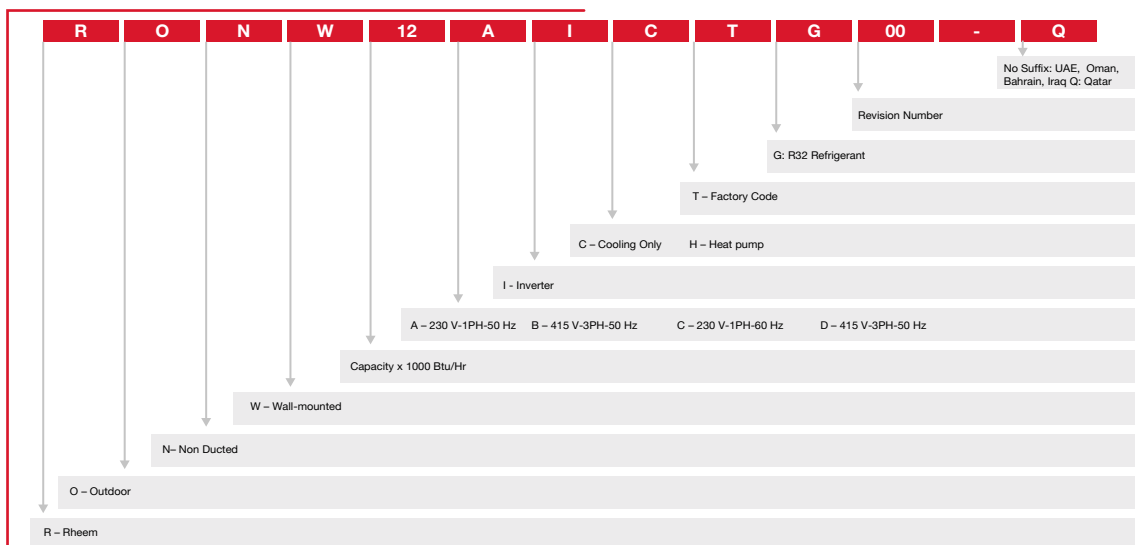 R O N W 12 A I C T G 00 - Q
No Suffix: UAE, Oman,
Bahrain, Iraq Q: Qatar
Revision Number
G: R32 Refrigerant
T – Factory Code
C – Cooling Only H – Heat pump
I - Inverter
A – 230 V-1PH-50 Hz B – 415 V-3PH-50 Hz C – 230 V-1PH-60 Hz D – 415 V-3PH-50 Hz
Capacity x 1000 Btu/Hr
W – Wall-mounted
N– Non Ducted
O – Outdoor
R – Rheem